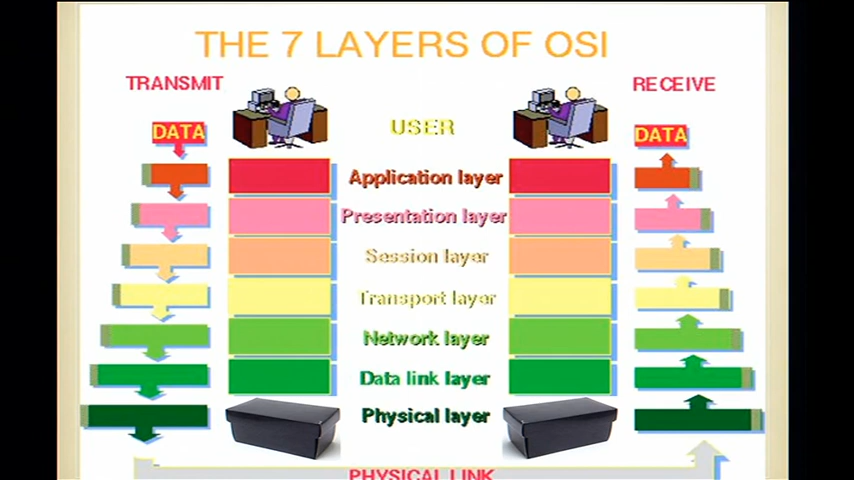 THE 7 LAYERS OF OSI
TRANSMIT
RECEIVE
DATA
USER
DATA
Application layer
Presentation layer
Session layer
Transport layer
Network layer
Data link layer
Physical layer
PHYSICAL LINK